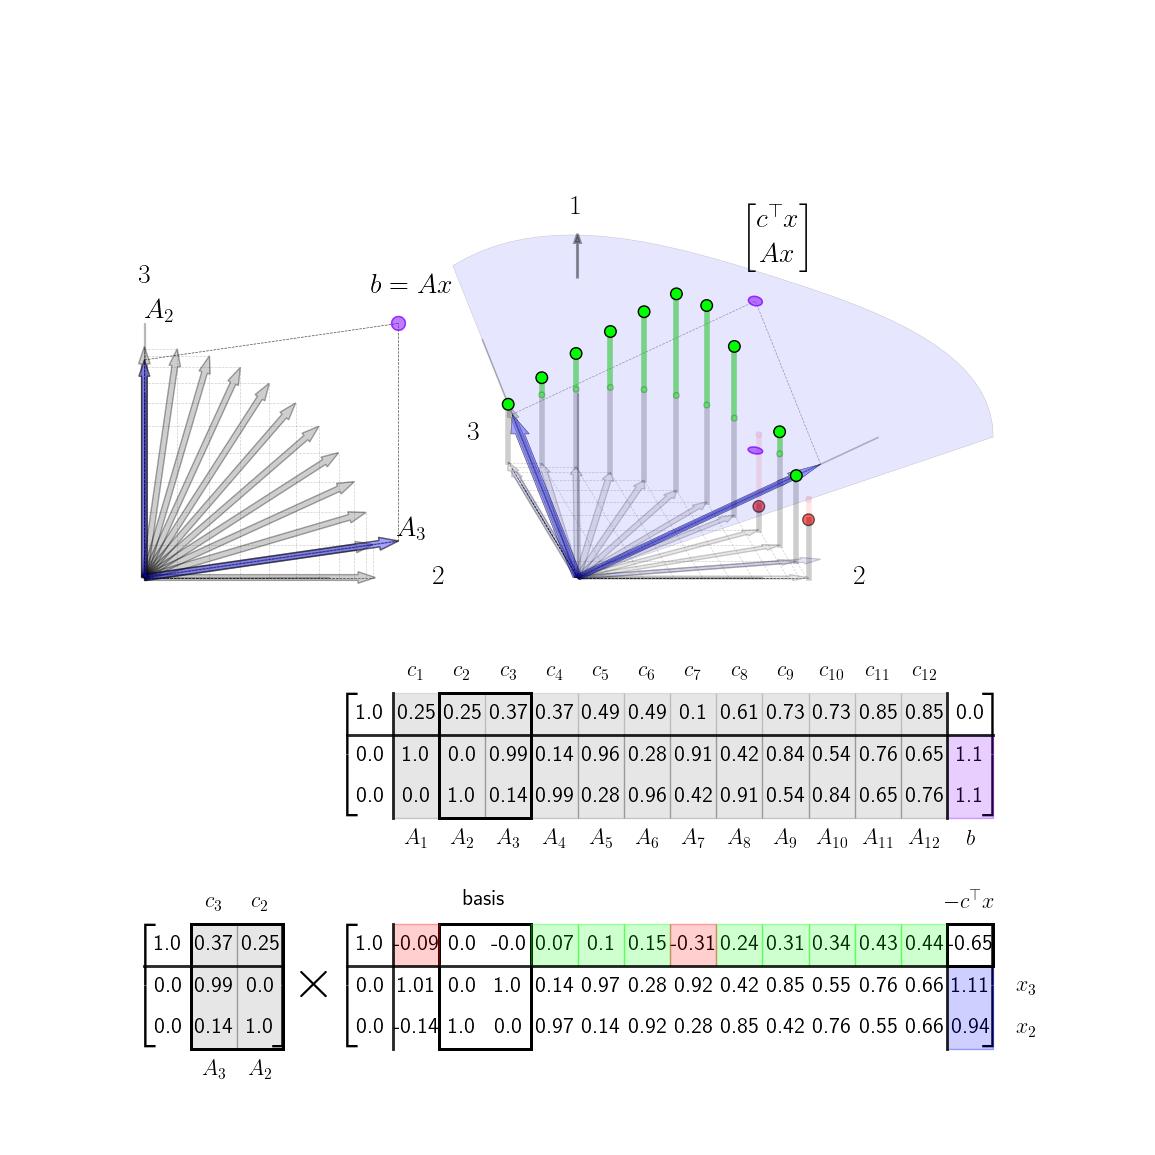 1
[c⊤x
Ax]
3
b = Ax
A₂
3
A₃
2
2
c₁ c₂ c₃ c₄ c₅ c₆ c₇ c₈ c₉ c₁₀ c₁₁ c₁₂
1.0 0.25 0.25 0.37 0.37 0.49 0.49 0.1 0.61 0.73 0.73 0.85 0.85 0.0
0.0 1.0 0.0 0.99 0.14 0.96 0.28 0.91 0.42 0.84 0.54 0.76 0.65 1.1
0.0 0.0 1.0 0.14 0.99 0.28 0.96 0.42 0.91 0.54 0.84 0.65 0.76 1.1
A₁ A₂ A₃ A₄ A₅ A₆ A₇ A₈ A₉ A₁₀ A₁₁ A₁₂ b
c₃ c₂ basis −c⊤x
1.0 0.37 0.25 × 1.0 -0.09 0.0 -0.0 0.07 0.1 0.15 -0.31 0.24 0.31 0.34 0.43 0.44 -0.65
0.0 0.99 0.0 0.0 1.01 0.0 1.0 0.14 0.97 0.28 0.92 0.42 0.85 0.55 0.76 0.66 1.11 x₃
0.0 0.14 1.0 0.0 -0.14 1.0 0.0 0.97 0.14 0.92 0.28 0.85 0.42 0.76 0.55 0.66 0.94 x₂
A₃ A₂